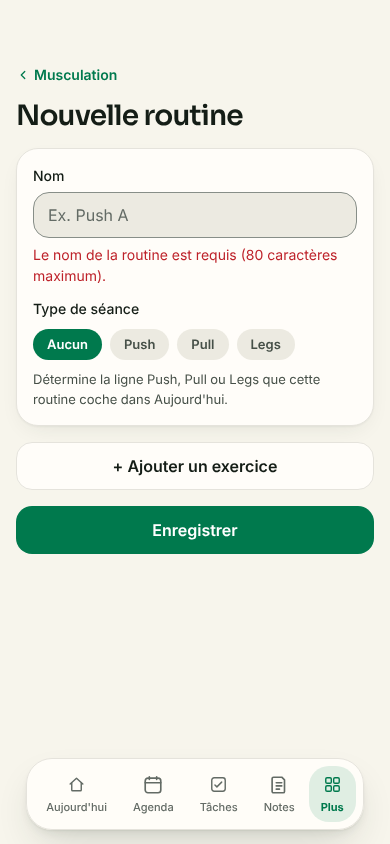 Musculation
Nouvelle routine
Nom
Ex. Push A
Le nom de la routine est requis (80 caractères
maximum).
Type de séance
Aucun Push Pull Legs
Détermine la ligne Push, Pull ou Legs que cette
routine coche dans Aujourd'hui.
+ Ajouter un exercice
Enregistrer
Aujourd'hui Agenda Tâches Notes Plus